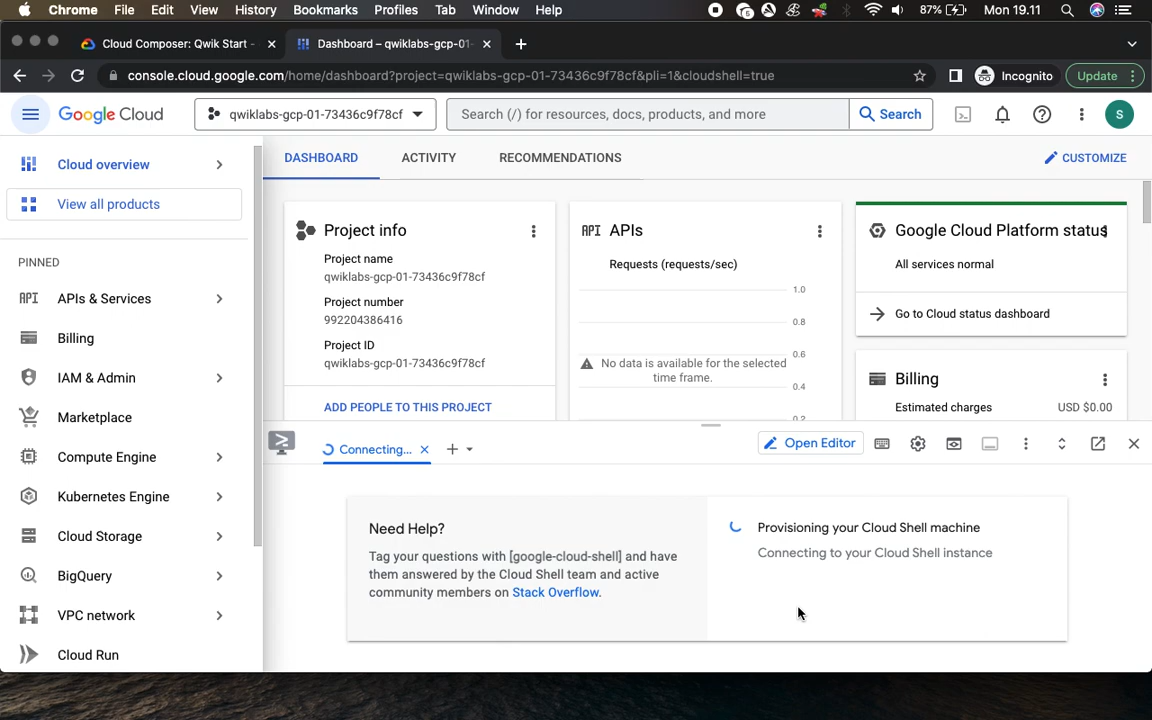 Chrome File Edit View History Bookmarks Profiles Tab Window Help 87% Mon 19.11
Cloud Composer: Qwik Start - Dashboard – qwiklabs-gcp-01-
console.cloud.google.com/home/dashboard?project=qwiklabs-gcp-01-73436c9f78cf&pli=1&cloudshell=true Incognito Update
Google Cloud qwiklabs-gcp-01-73436c9f78cf Search (/) for resources, docs, products, and more Search S
Cloud overview
View all products
PINNED
API APIs & Services
Billing
IAM & Admin
Marketplace
Compute Engine
Kubernetes Engine
Cloud Storage
BigQuery
VPC network
Cloud Run
DASHBOARD ACTIVITY RECOMMENDATIONS CUSTOMIZE
Project info
Project name
qwiklabs-gcp-01-73436c9f78cf
Project number
992204386416
Project ID
qwiklabs-gcp-01-73436c9f78cf
ADD PEOPLE TO THIS PROJECT
API APIs
Requests (requests/sec)
1.0
0.8
0.6
No data is available for the selected
time frame.
0.4
0.2
Google Cloud Platform status
All services normal
Go to Cloud status dashboard
Billing
Estimated charges USD $0.00
Connecting... Open Editor
Need Help?
Tag your questions with [google-cloud-shell] and have
them answered by the Cloud Shell team and active
community members on Stack Overflow.
Provisioning your Cloud Shell machine
Connecting to your Cloud Shell instance